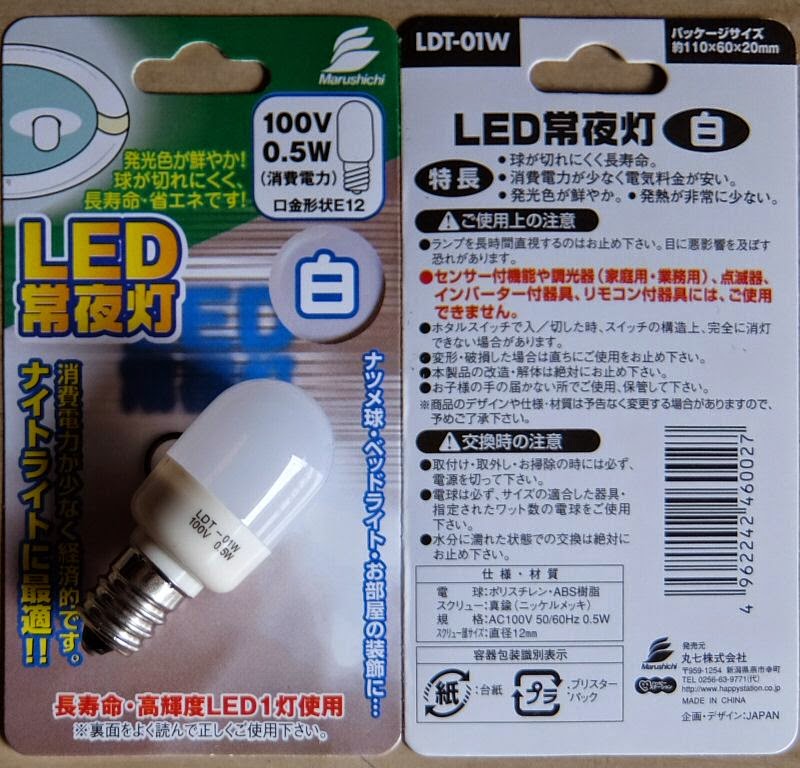 Marushichi
100V
0.5W
(消費電力)
口金形状E12
発光色が鮮やか!
球が切れにくく、
長寿命・省エネです!
LED
常夜灯
白
消費電力が少なく経済的です。
ナイトライトに最適!!
ナツメ球・ベッドライト・お部屋の装飾に…
LDT-01W
100V 0.5W
長寿命・高輝度LED1灯使用
※裏面をよく読んで正しくご使用下さい。
LDT-01W
パッケージサイズ
約110×60×20mm
LED常夜灯 白
特長
●球が切れにくく長寿命。
●消費電力が少なく電気料金が安い。
●発光色が鮮やか。●発熱が非常に少ない。
ご使用上の注意
●ランプを長時間直視するのはお止め下さい。目に悪影響を及ぼす
恐れがあります。
●センサー付機能や調光器(家庭用・業務用)、点滅器、
インバーター付器具、リモコン付器具には、ご使用
できません。
●ホタルスイッチで入/切した時、スイッチの構造上、完全に消灯
できない場合があります。
●変形・破損した場合は直ちにご使用をお止め下さい。
●本製品の改造・解体は絶対にお止め下さい。
●お子様の手の届かない所でご使用、保管して下さい。
※商品のデザインや仕様・材質は予告なく変更する場合がありますので、
予めご了承下さい。
交換時の注意
●取付け・取外し・お掃除の時には必ず、
電源を切って下さい。
●電球は必ず、サイズの適合した器具・
指定されたワット数の電球をご使用
下さい。
●水分に濡れた状態での交換は絶対に
お止め下さい。
4 962242 460027
仕様・材質
電球:ポリスチレン・ABS樹脂
スクリュー:真鍮(ニッケルメッキ)
規格:AC100V 50/60Hz 0.5W
スクリュー部サイズ:直径12mm
容器包装識別表示
紙:台紙
プラ:ブリスター
パック
Marushichi
発売元
丸七株式会社
〒959-1254 新潟県燕市幸町
TEL 0256-63-9771(代)
http://www.happystation.co.jp
MADE IN CHINA
企画・デザイン:JAPAN